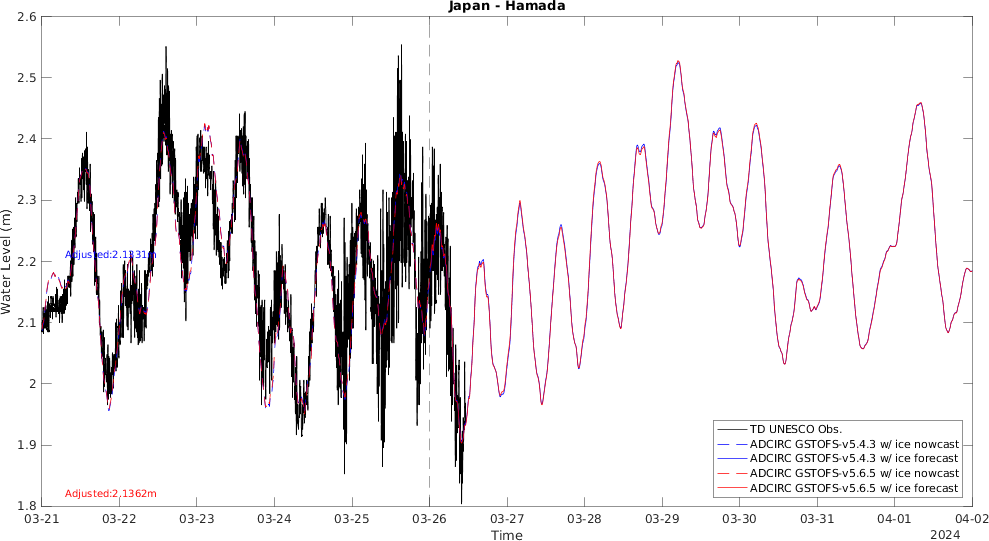 Japan - Hamada
2.6
2.5
2.4
2.3
2.2
2.1
2
1.9
1.8
Water Level (m)
Adjusted:2.1331m
Adjusted:2.1362m
TD UNESCO Obs.
ADCIRC GSTOFS-v5.4.3 w/ ice nowcast
ADCIRC GSTOFS-v5.4.3 w/ ice forecast
ADCIRC GSTOFS-v5.6.5 w/ ice nowcast
ADCIRC GSTOFS-v5.6.5 w/ ice forecast
03-21 03-22 03-23 03-24 03-25 03-26 03-27 03-28 03-29 03-30 03-31 04-01 04-02
Time 2024